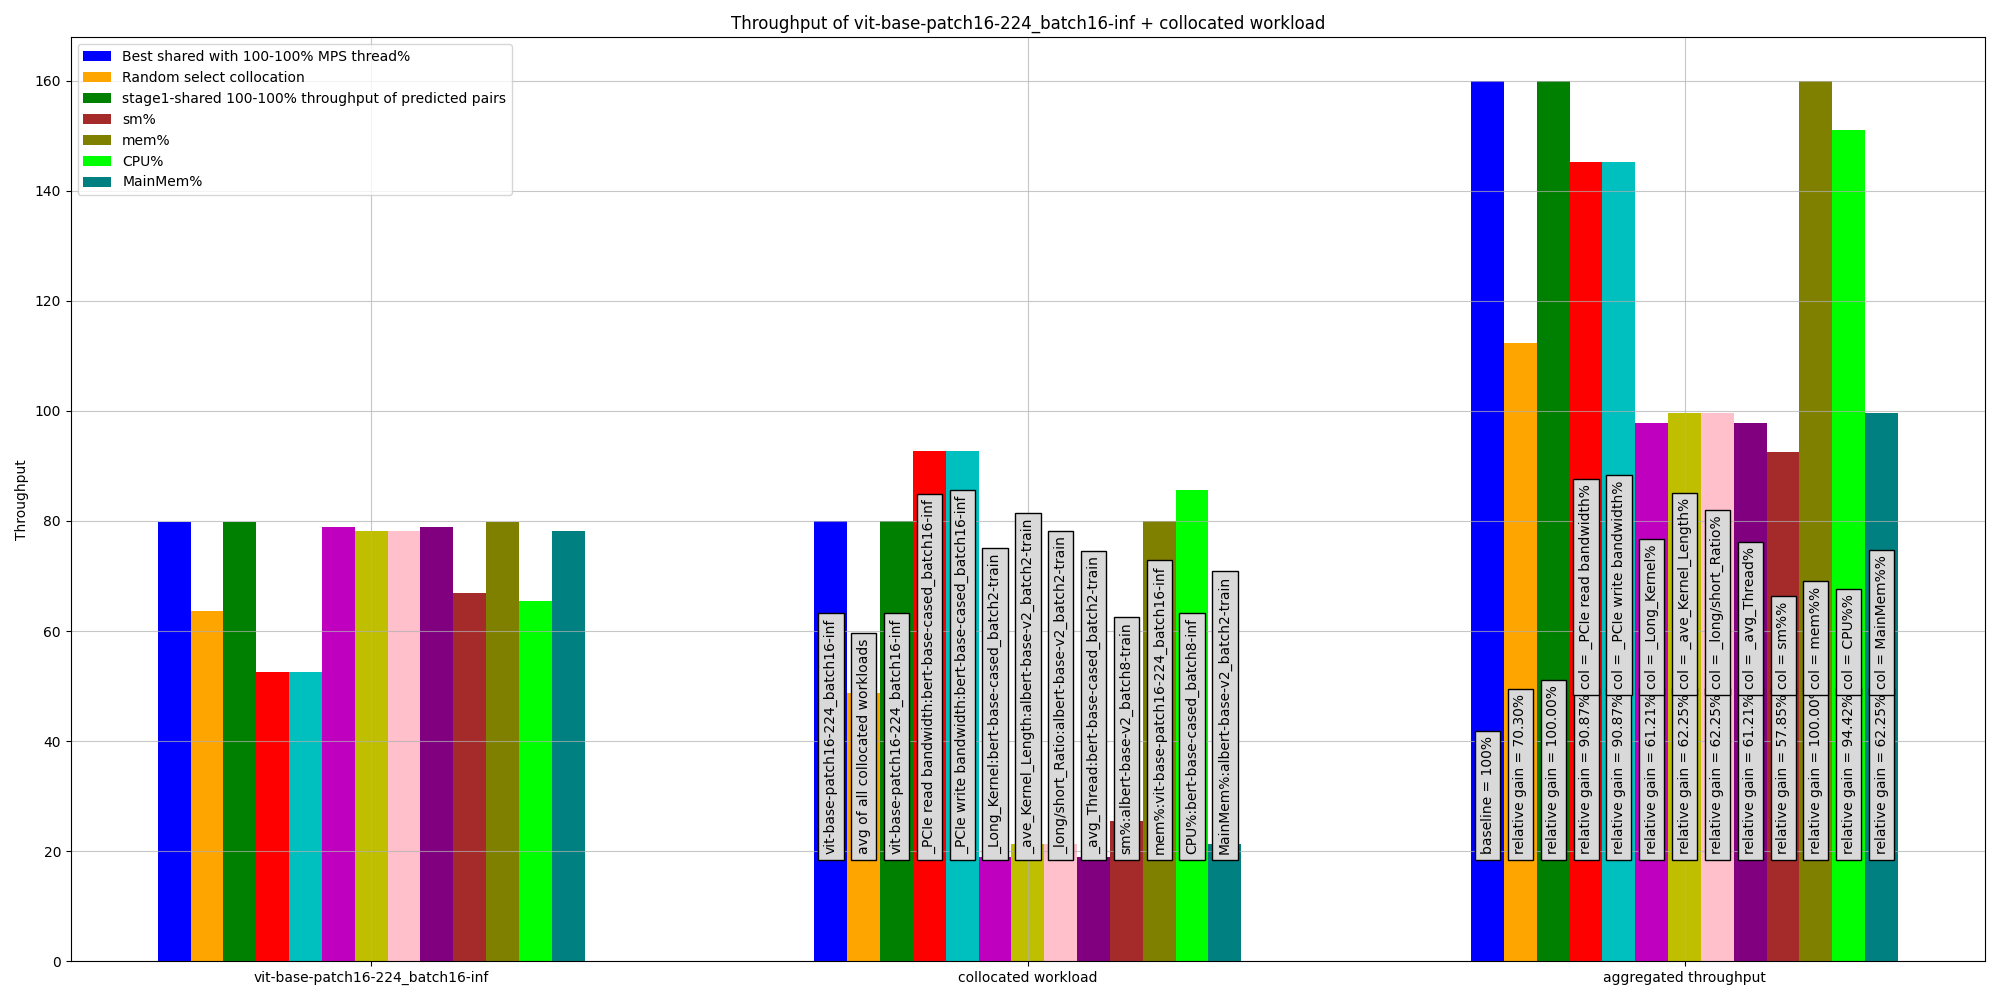 Throughput of vit-base-patch16-224_batch16-inf + collocated workload
Best shared with 100-100% MPS thread%
Random select collocation
stage1-shared 100-100% throughput of predicted pairs
sm%
mem%
CPU%
MainMem%
Throughput
160
140
120
100
80
60
40
20
0
vit-base-patch16-224_batch16-inf
avg of all collocated workloads
vit-base-patch16-224_batch16-inf
_PCIe read bandwidth:bert-base-cased_batch16-inf
_PCIe write bandwidth:bert-base-cased_batch16-inf
_Long_Kernel:bert-base-cased_batch2-train
_ave_Kernel_Length:albert-base-v2_batch2-train
_long/short_Ratio:albert-base-v2_batch2-train
_avg_Thread:bert-base-cased_batch2-train
sm%:albert-base-v2_batch8-train
mem%:vit-base-patch16-224_batch16-inf
CPU%:bert-base-cased_batch8-inf
MainMem%:albert-base-v2_batch2-train
baseline = 100%
relative gain = 70.30%
relative gain = 100.00%
relative gain = 90.87%
col = _PCIe read bandwidth%
relative gain = 90.87%
col = _PCIe write bandwidth%
relative gain = 61.21%
col = _Long_Kernel%
relative gain = 62.25%
col = _ave_Kernel_Length%
relative gain = 62.25%
col = _long/short_Ratio%
relative gain = 61.21%
col = _avg_Thread%
relative gain = 57.85%
col = sm%%
relative gain = 100.00%
col = mem%%
relative gain = 94.42%
col = CPU%%
relative gain = 62.25%
col = MainMem%%
vit-base-patch16-224_batch16-inf
collocated workload
aggregated throughput